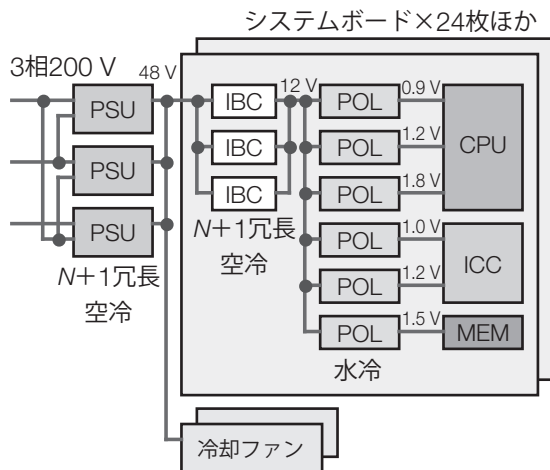 システムボード×24枚ほか
3相200 V
48 V
PSU
PSU
PSU
N+1冗長
空冷
IBC
IBC
IBC
N+1冗長
空冷
12 V
POL
POL
POL
POL
POL
POL
水冷
0.9 V
1.2 V
1.8 V
1.0 V
1.2 V
1.5 V
CPU
ICC
MEM
冷却ファン